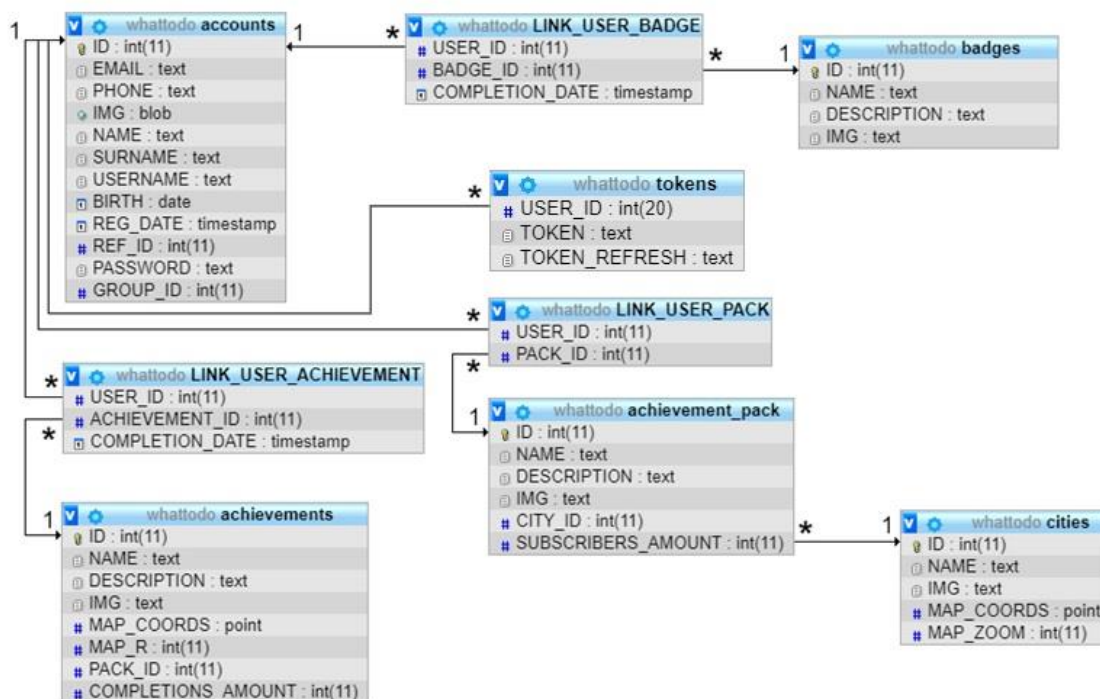 1
whattodo accounts
ID : int(11)
EMAIL : text
PHONE : text
IMG : blob
NAME : text
SURNAME : text
USERNAME : text
BIRTH : date
REG_DATE : timestamp
REF_ID : int(11)
PASSWORD : text
GROUP_ID : int(11)
1
*
whattodo LINK_USER_BADGE
USER_ID : int(11)
BADGE_ID : int(11)
COMPLETION_DATE : timestamp
*
1
whattodo badges
ID : int(11)
NAME : text
DESCRIPTION : text
IMG : text
*
whattodo tokens
USER_ID : int(20)
TOKEN : text
TOKEN_REFRESH : text
*
whattodo LINK_USER_PACK
USER_ID : int(11)
PACK_ID : int(11)
*
*
whattodo LINK_USER_ACHIEVEMENT
USER_ID : int(11)
ACHIEVEMENT_ID : int(11)
COMPLETION_DATE : timestamp
*
1
whattodo achievement_pack
ID : int(11)
NAME : text
DESCRIPTION : text
IMG : text
CITY_ID : int(11)
SUBSCRIBERS_AMOUNT : int(11)
*
1
whattodo achievements
ID : int(11)
NAME : text
DESCRIPTION : text
IMG : text
MAP_COORDS : point
MAP_R : int(11)
PACK_ID : int(11)
COMPLETIONS_AMOUNT : int(11)
1
whattodo cities
ID : int(11)
NAME : text
IMG : text
MAP_COORDS : point
MAP_ZOOM : int(11)